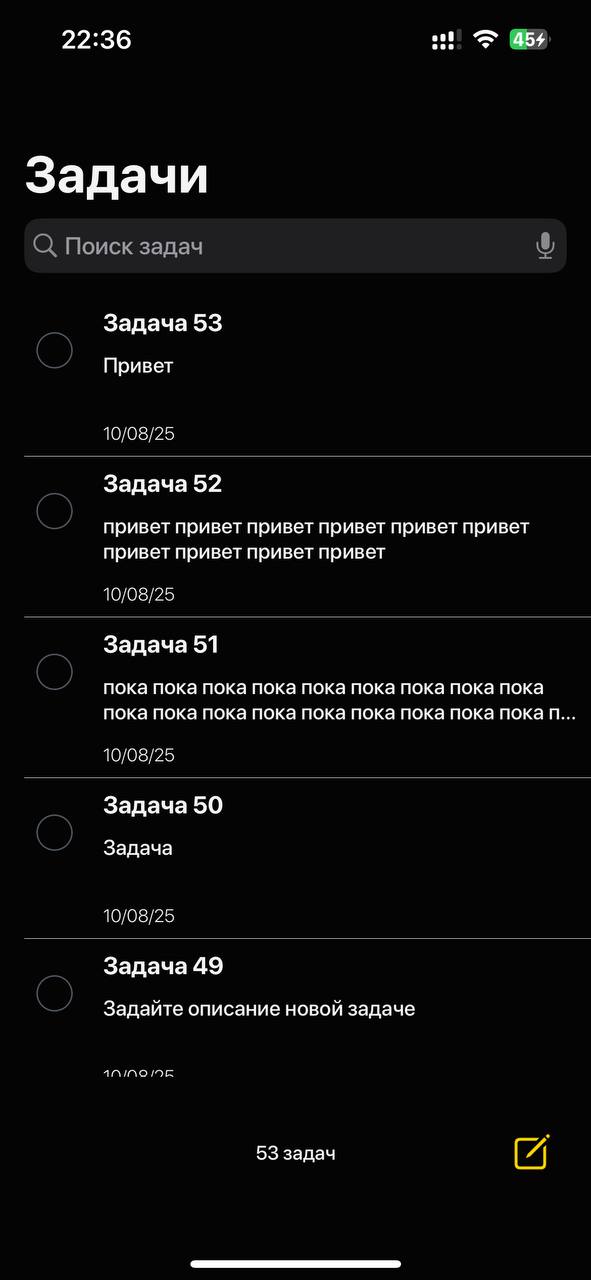 22:36
45
Задачи
Поиск задач
Задача 53
Привет
10/08/25
Задача 52
привет привет привет привет привет привет
привет привет привет привет
10/08/25
Задача 51
пока пока пока пока пока пока пока пока пока
пока пока пока пока пока пока пока пока пока п...
10/08/25
Задача 50
Задача
10/08/25
Задача 49
Задайте описание новой задаче
10/08/25
53 задач